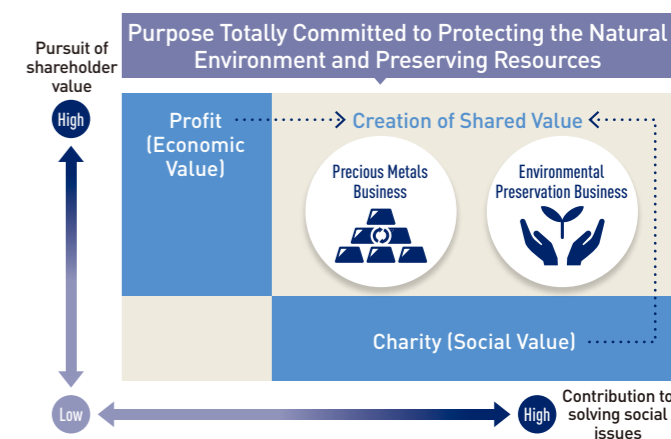 Purpose Totally Committed to Protecting the Natural
Environment and Preserving Resources
Pursuit of
shareholder
value
High
Profit
(Economic
Value)
Creation of Shared Value
Precious Metals
Business
Environmental
Preservation Business
Charity (Social Value)
Low
High
Contribution to
solving social
issues